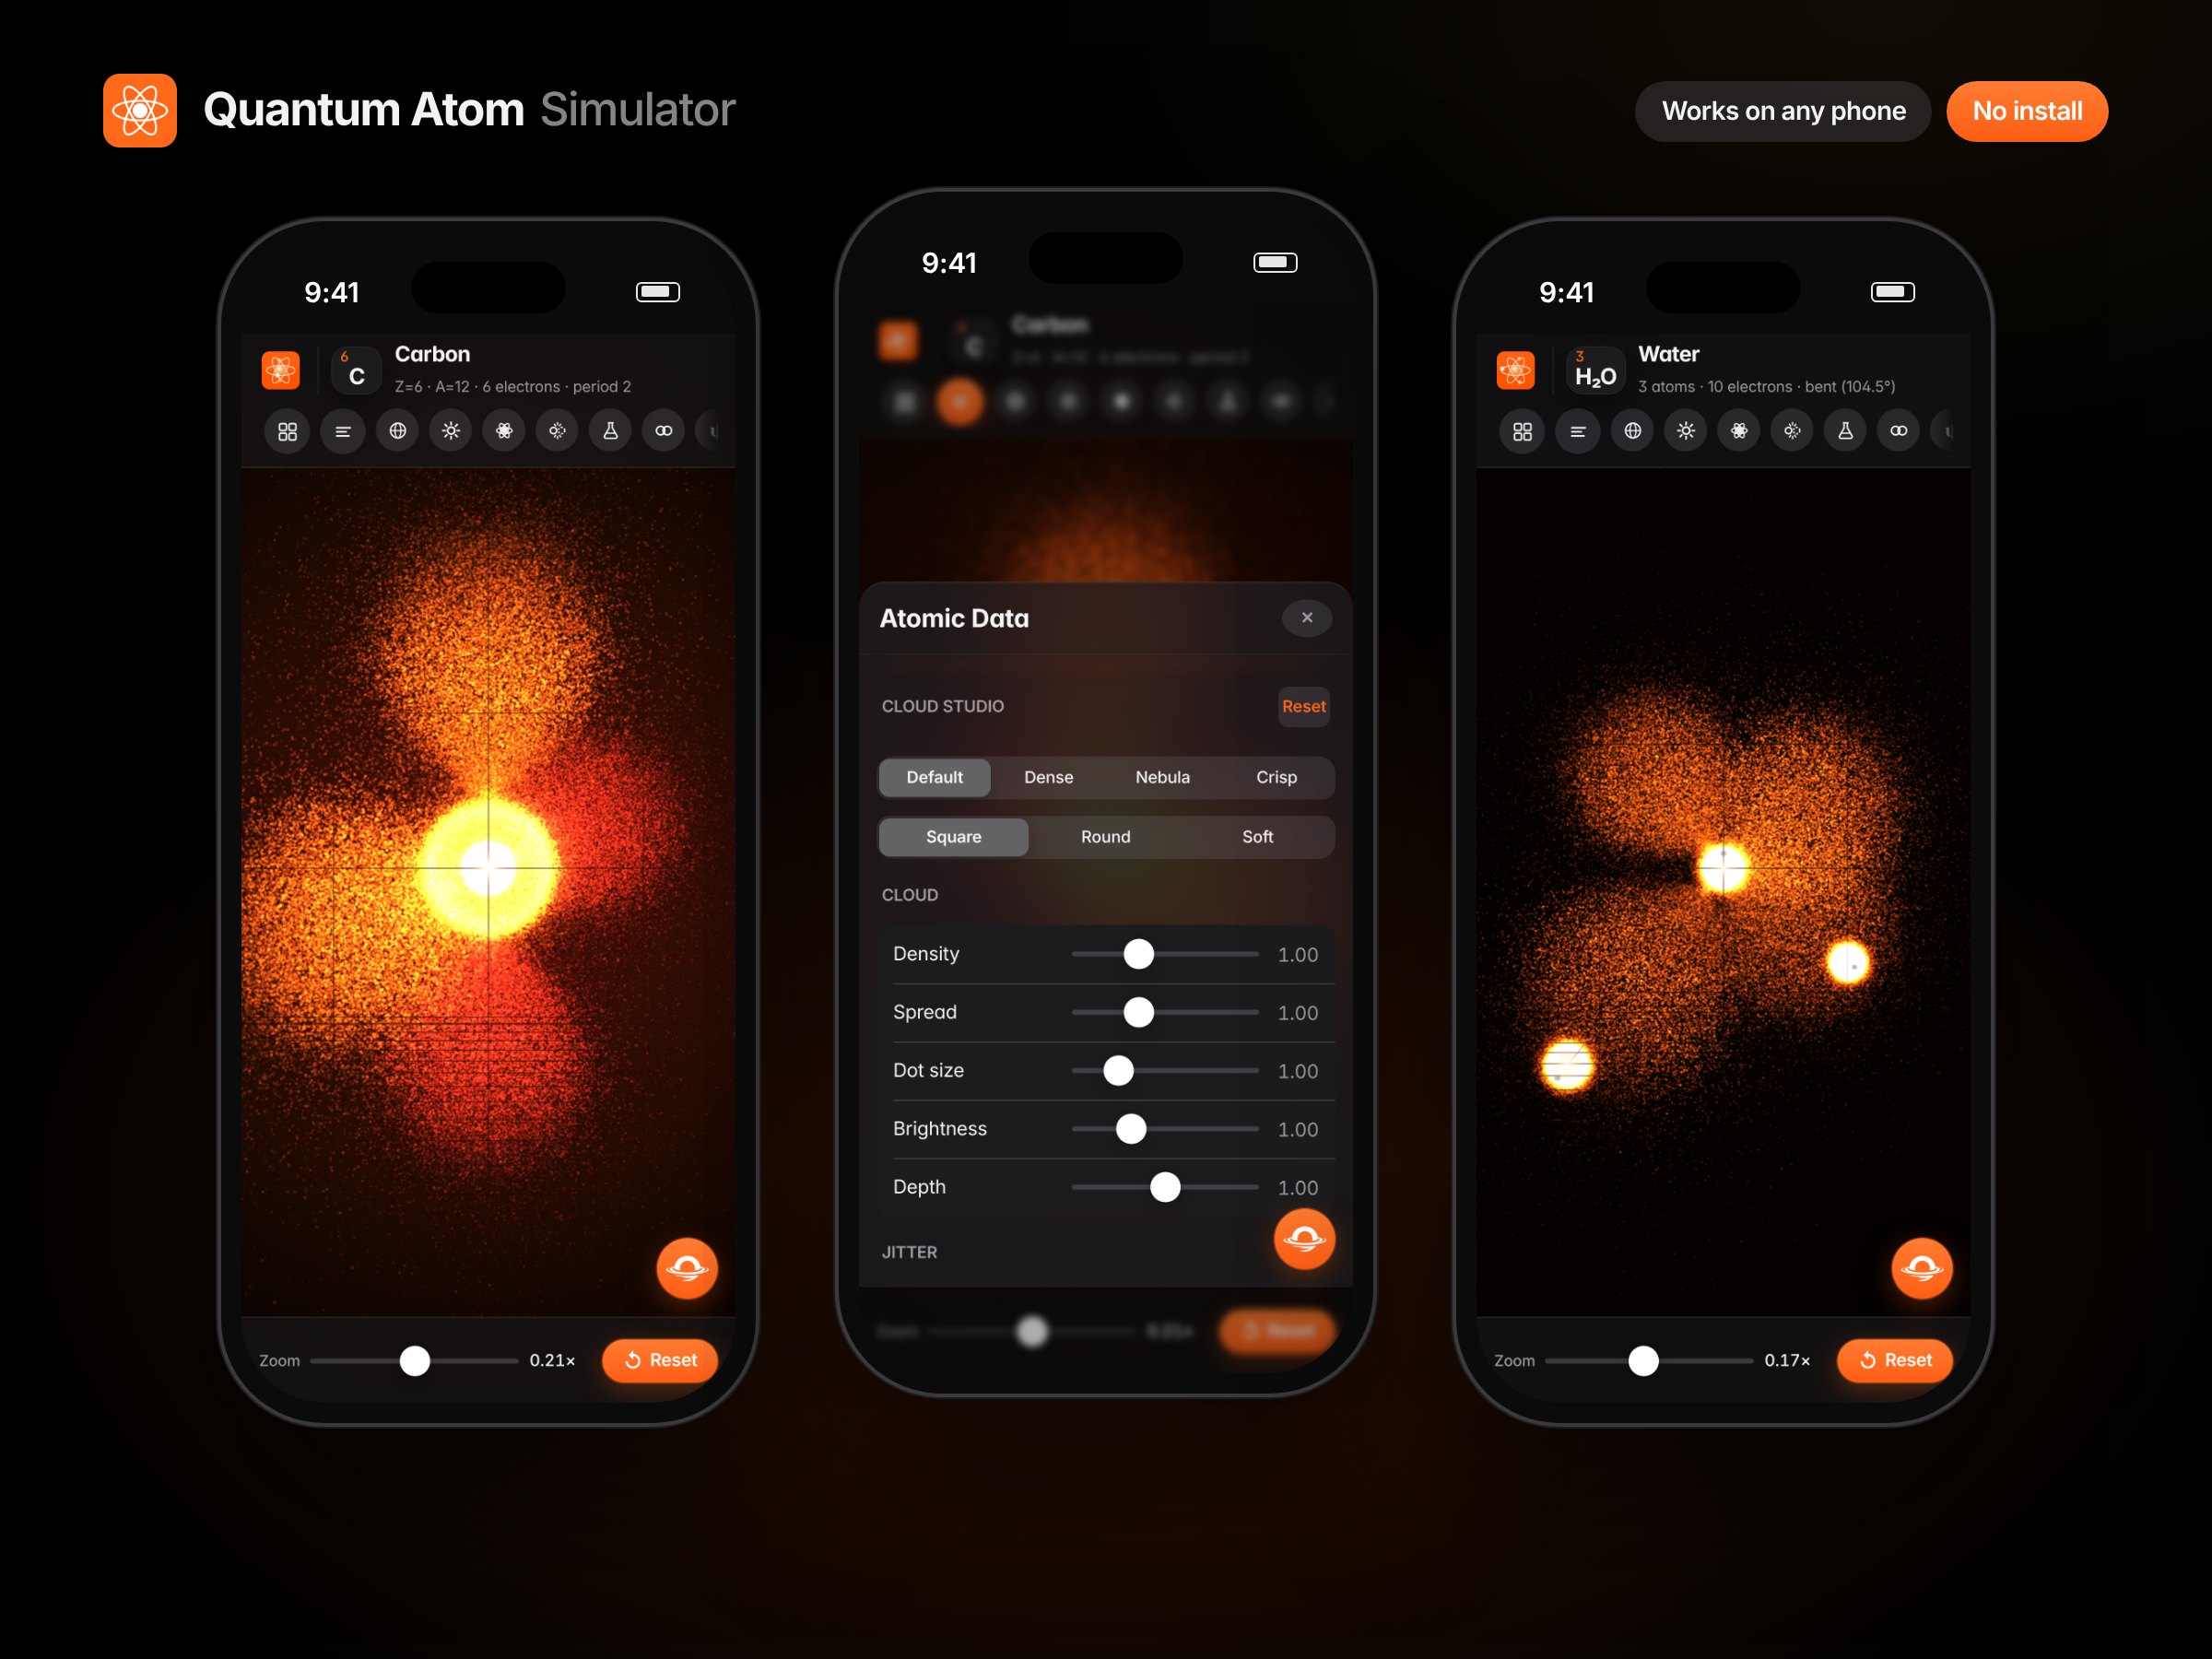 Quantum Atom Simulator
Works on any phone
No install
9:41
6
C
Carbon
Z=6 · A=12 · 6 electrons · period 2
Zoom
0.21×
Reset
9:41
C
Carbon
Atomic Data
CLOUD STUDIO
Reset
Default
Dense
Nebula
Crisp
Square
Round
Soft
CLOUD
Density
1.00
Spread
1.00
Dot size
1.00
Brightness
1.00
Depth
1.00
JITTER
9:41
3
H₂O
Water
3 atoms · 10 electrons · bent (104.5°)
Zoom
0.17×
Reset